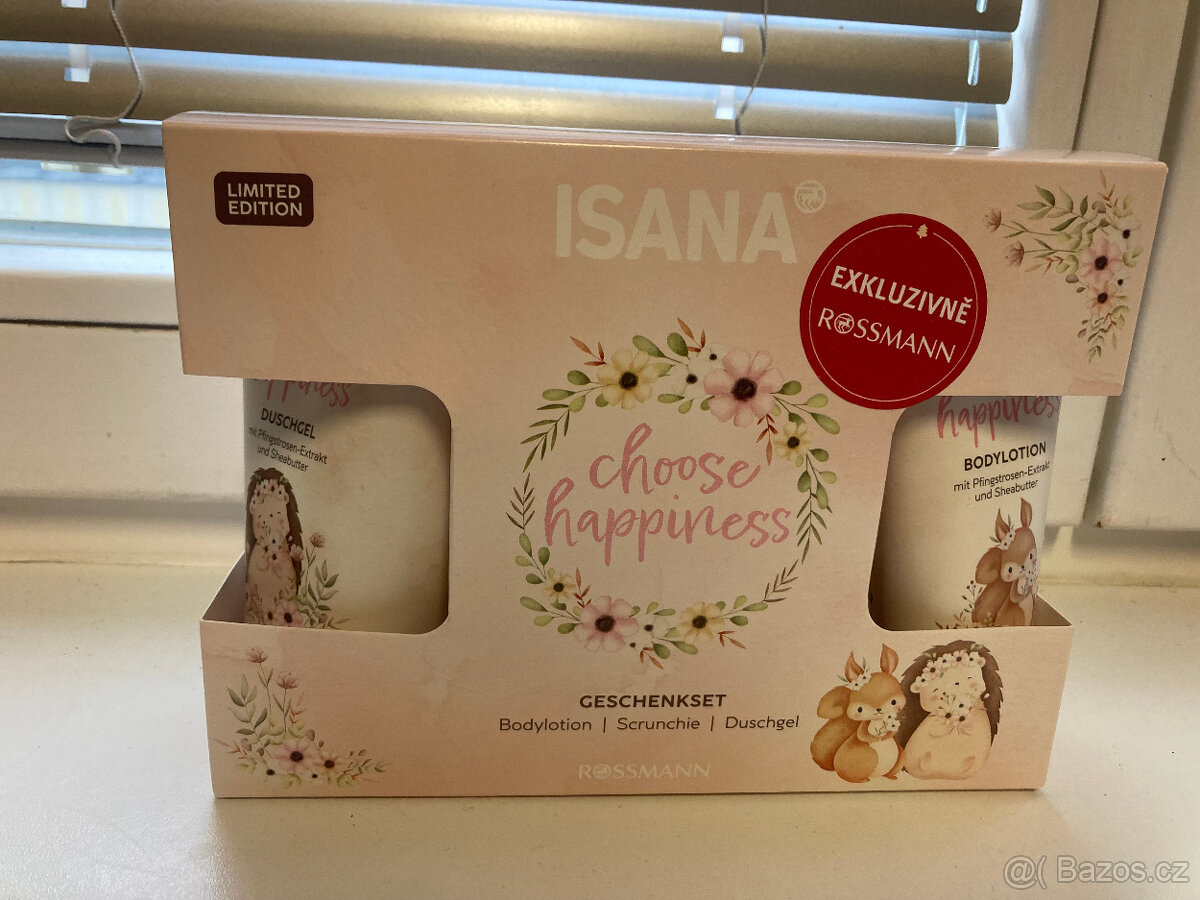 LIMITED
EDITION
ISANA
EXKLUZIVNĚ
ROSSMANN
happiness
DUSCHGEL
mit Pfingstrosen-Extrakt
und Sheabutter
choose
happiness
happiness
BODYLOTION
mit Pfingstrosen-Extrakt
und Sheabutter
GESCHENKSET
Bodylotion | Scrunchie | Duschgel
ROSSMANN
@( Bazos.cz